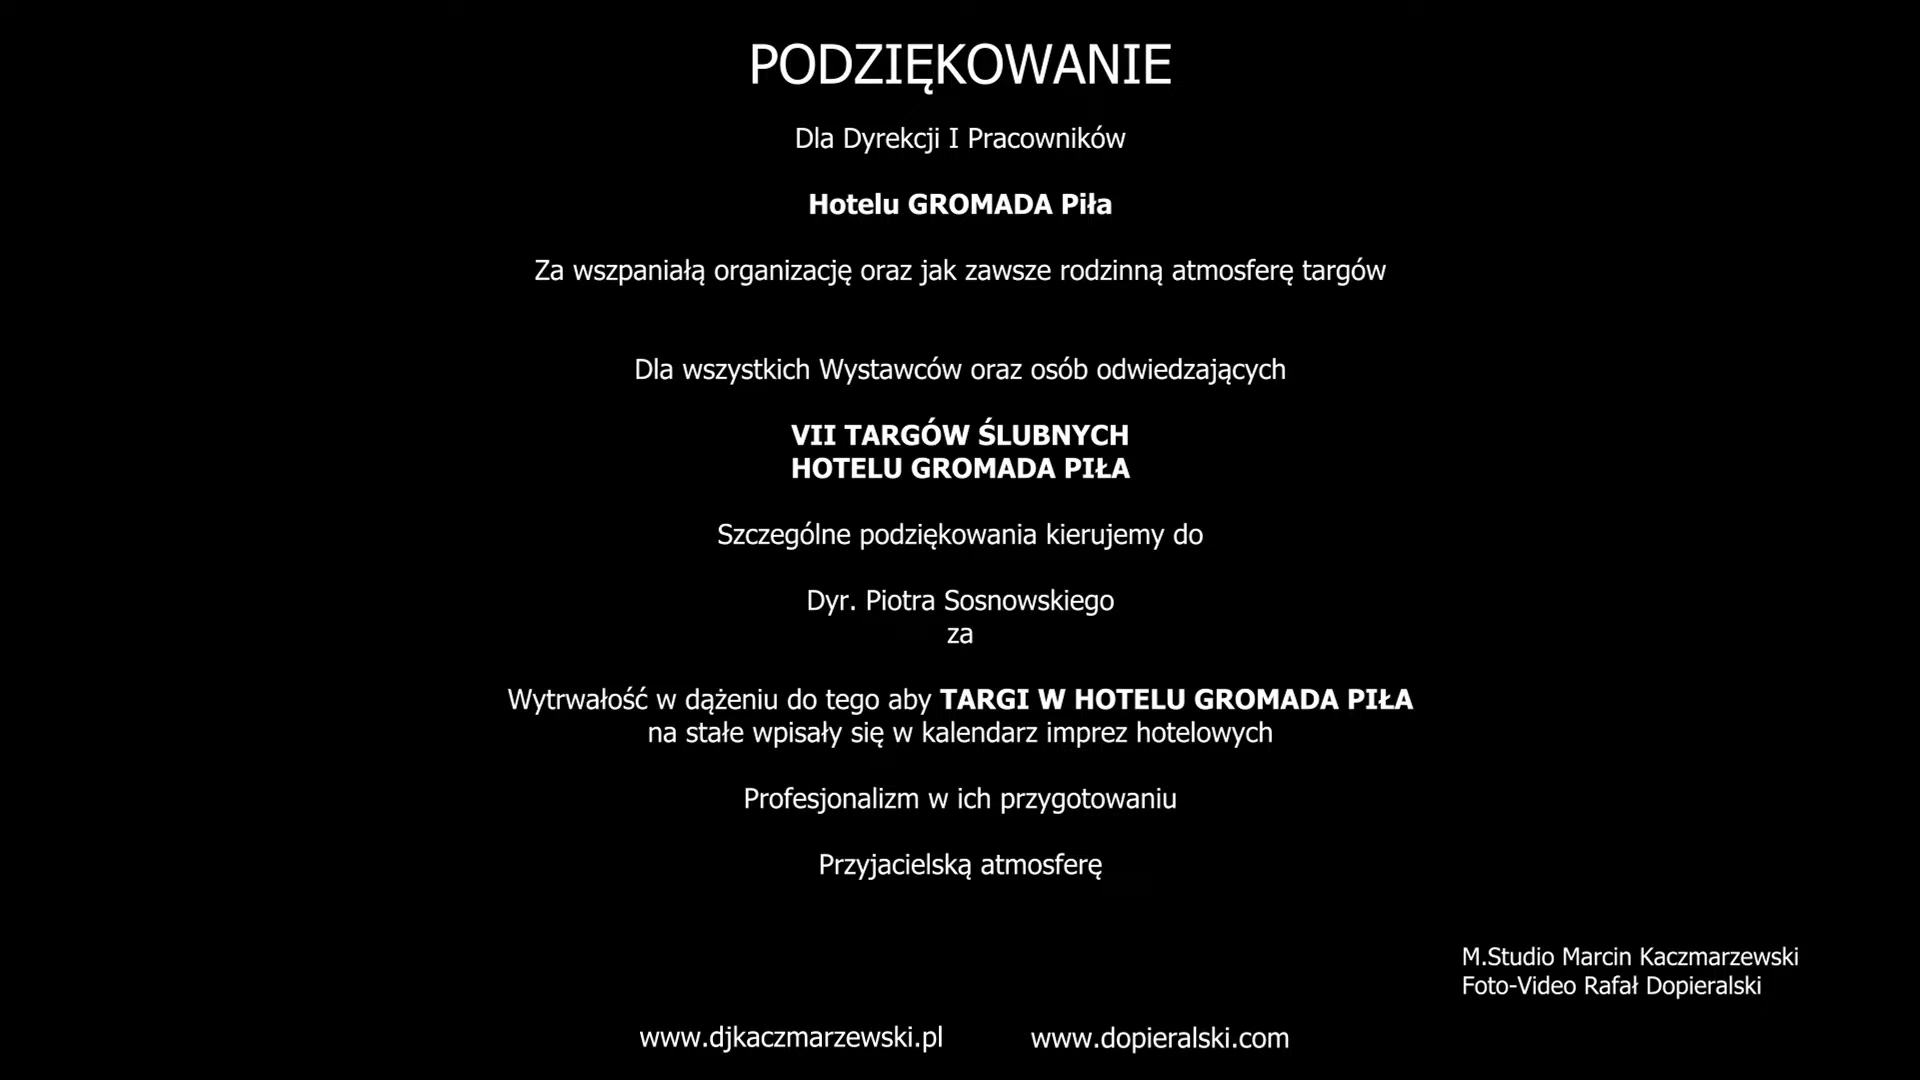 PODZIĘKOWANIE
Dla Dyrekcji I Pracowników
Hotelu GROMADA Piła
Za wszpaniałą organizację oraz jak zawsze rodzinną atmosferę targów
Dla wszystkich Wystawców oraz osób odwiedzających
VII TARGÓW ŚLUBNYCH
HOTELU GROMADA PIŁA
Szczególne podziękowania kierujemy do
Dyr. Piotra Sosnowskiego
za
Wytrwałość w dążeniu do tego aby TARGI W HOTELU GROMADA PIŁA
na stałe wpisały się w kalendarz imprez hotelowych
Profesjonalizm w ich przygotowaniu
Przyjacielską atmosferę
M.Studio Marcin Kaczmarzewski
Foto-Video Rafał Dopieralski
www.djkaczmarzewski.pl www.dopieralski.com